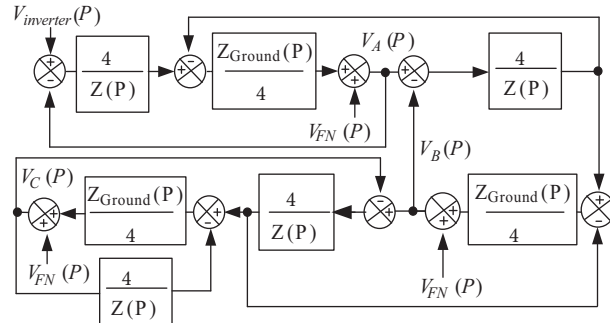 V_inverter(P)
4
Z(P)
Z_Ground(P)
4
V_A(P)
4
Z(P)
V_FN(P)
V_B(P)
V_C(P)
Z_Ground(P)
4
4
Z(P)
Z_Ground(P)
4
V_FN(P)
4
Z(P)
V_FN(P)